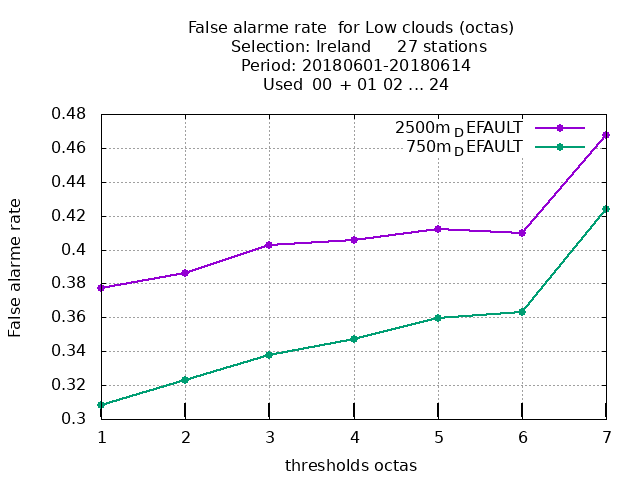 False alarme rate  for Low clouds (octas)
Selection: Ireland     27 stations
Period: 20180601-20180614
Used  00 + 01 02 ... 24
0.48
0.46
0.44
0.42
0.4
0.38
0.36
0.34
0.32
0.3
False alarme rate
2500m_DEFAULT
750m_DEFAULT
1 2 3 4 5 6 7
thresholds octas